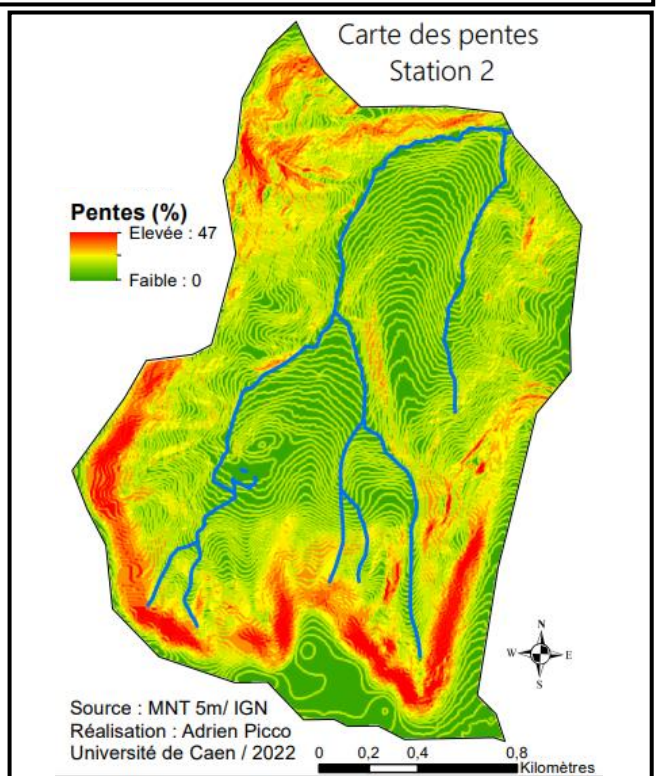 Carte des pentes
Station 2
Pentes (%)
Elevée : 47
Faible : 0
N
W E
S
Source : MNT 5m/ IGN
Réalisation : Adrien Picco
Université de Caen / 2022
0 0,2 0,4 0,8
Kilomètres